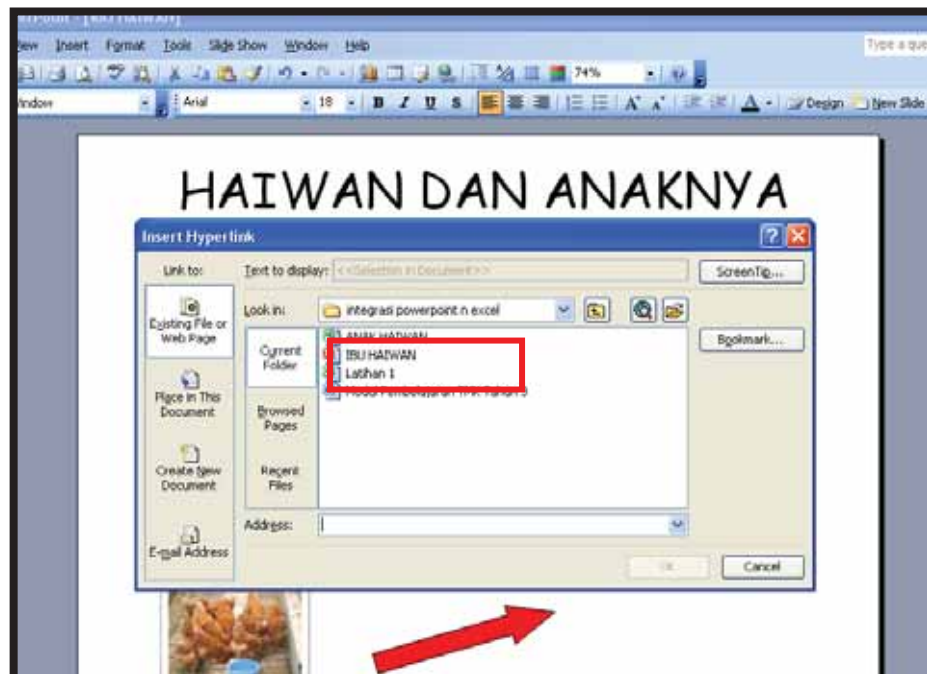 [IBU HAIWAN]
Insert Format Tools Slide Show Window Help
Type a que
74%
Arial 18 B I U S A A A Design New Slide
HAIWAN DAN ANAKNYA
Insert Hyperlink
Link to:
Text to display: <<Selection in Document>>
ScreenTip...
Existing File or
Web Page
Look in: integrasi powerpoint n excel
Bookmark...
Current
Folder
ANAK HAIWAN
IBU HAIWAN
Latihan 1
Place in This
Document
Browsed
Pages
Create New
Document
Recent
Files
Address:
E-mail Address
OK
Cancel